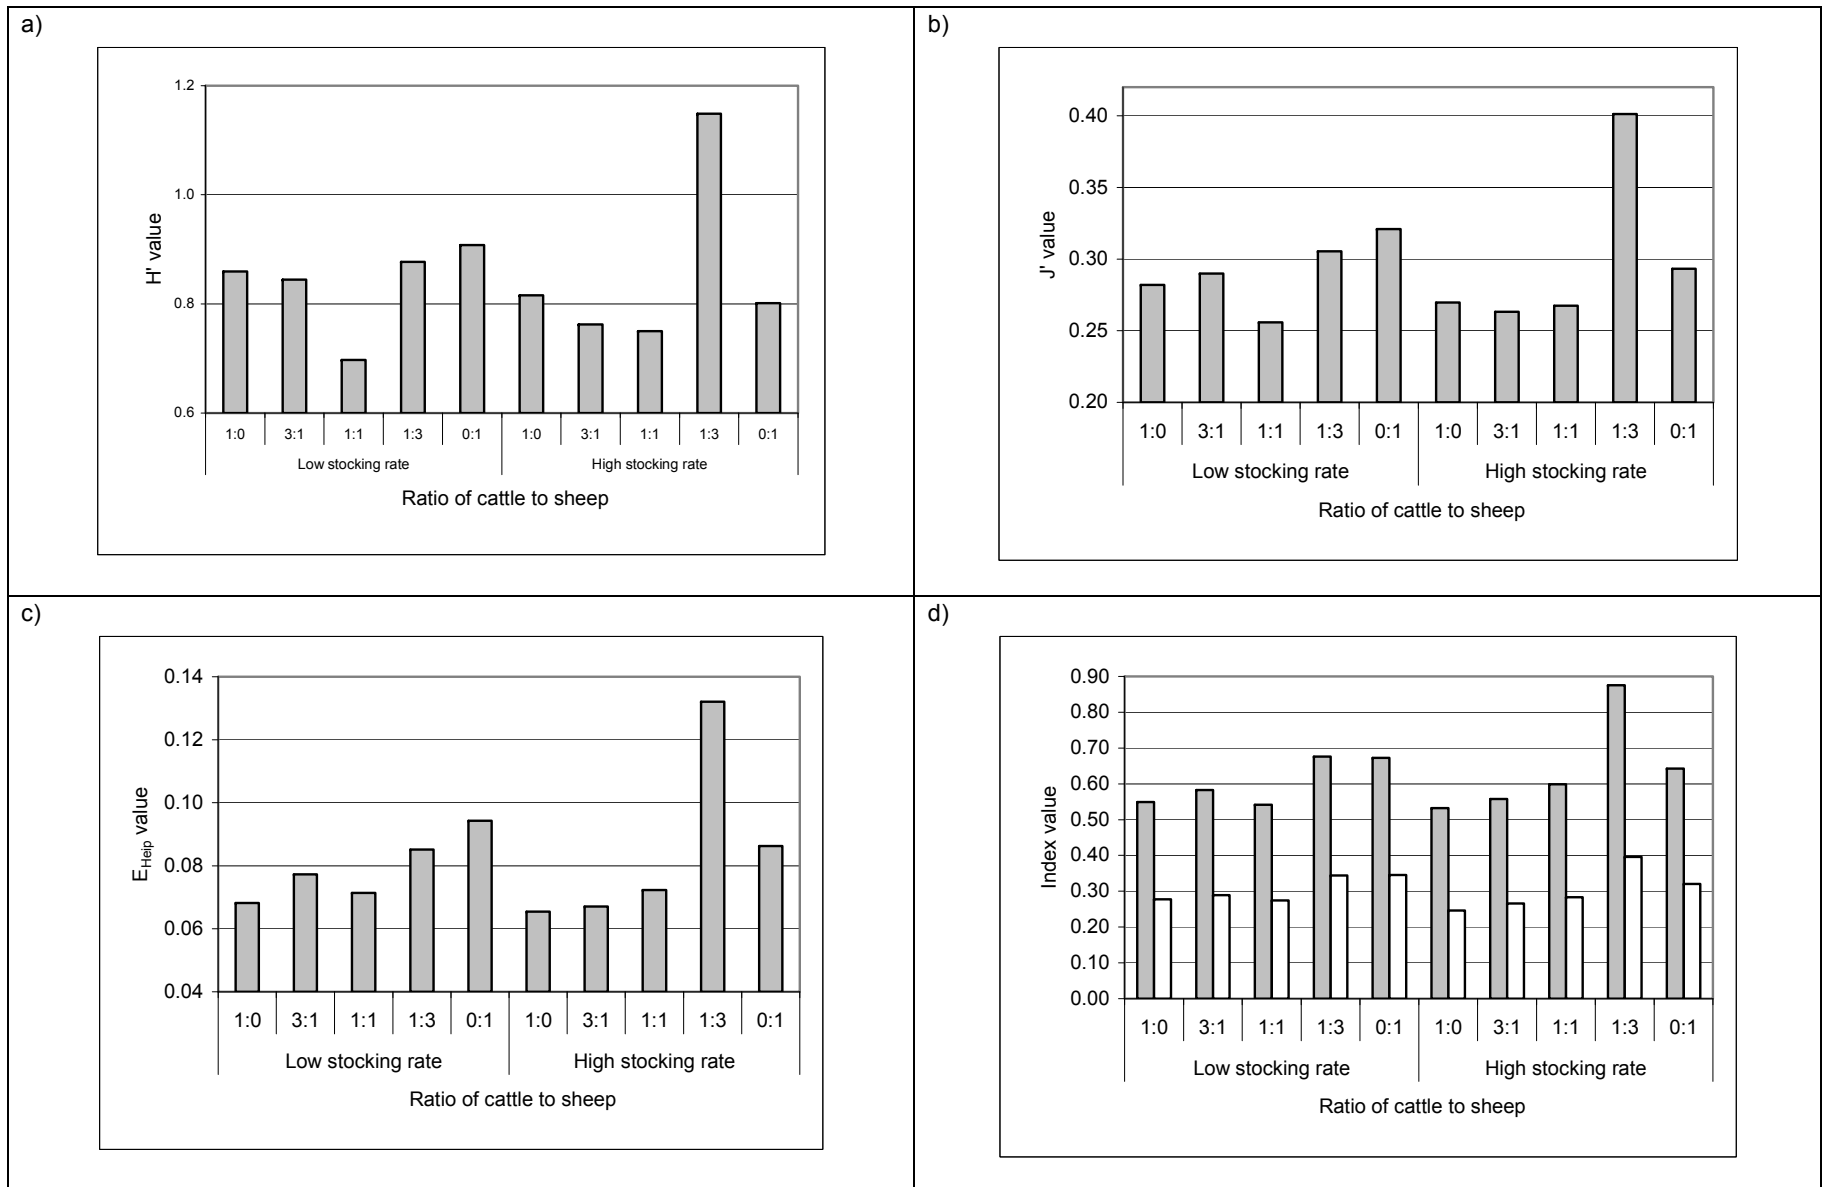 a)
1.2
1.0
0.8
0.6
H' value
1:0 3:1 1:1 1:3 0:1 1:0 3:1 1:1 1:3 0:1
Low stocking rate High stocking rate
Ratio of cattle to sheep
b)
0.40
0.35
0.30
0.25
0.20
J' value
1:0 3:1 1:1 1:3 0:1 1:0 3:1 1:1 1:3 0:1
Low stocking rate High stocking rate
Ratio of cattle to sheep
c)
0.14
0.12
0.10
0.08
0.06
0.04
EHeip value
1:0 3:1 1:1 1:3 0:1 1:0 3:1 1:1 1:3 0:1
Low stocking rate High stocking rate
Ratio of cattle to sheep
d)
0.90
0.80
0.70
0.60
0.50
0.40
0.30
0.20
0.10
0.00
Index value
1:0 3:1 1:1 1:3 0:1 1:0 3:1 1:1 1:3 0:1
Low stocking rate High stocking rate
Ratio of cattle to sheep